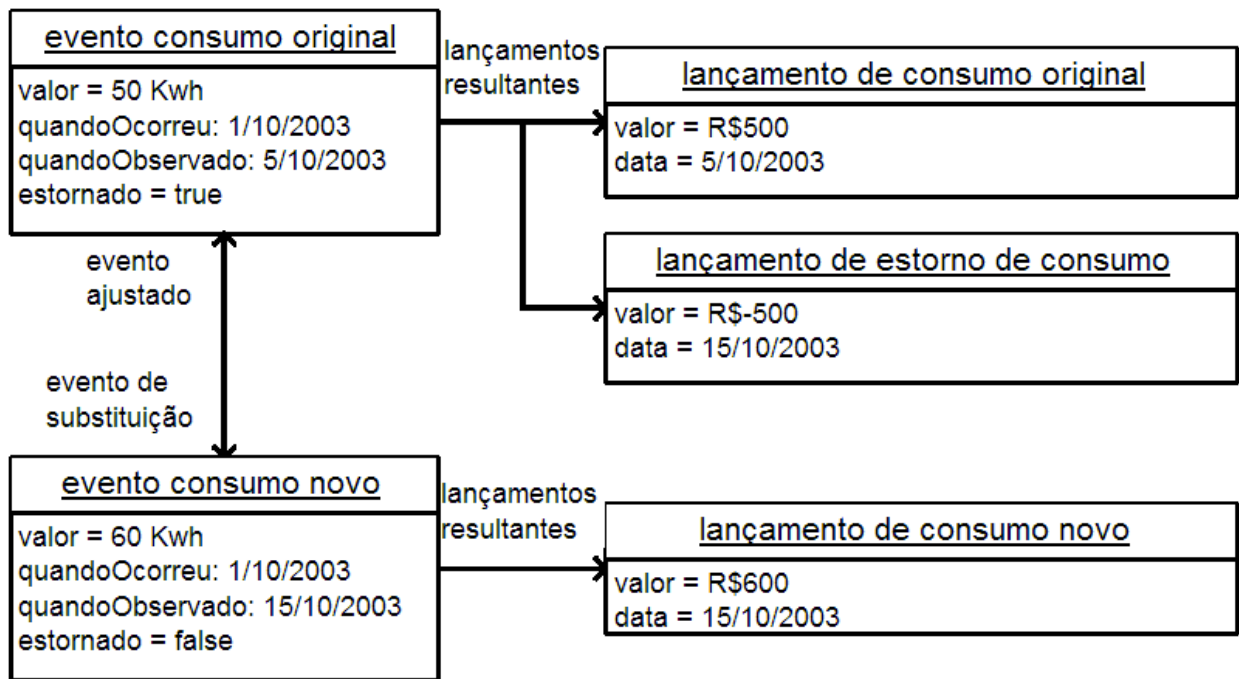 evento consumo original
valor = 50 Kwh
quandoOcorreu: 1/10/2003
quandoObservado: 5/10/2003
estornado = true
lançamentos
resultantes
lançamento de consumo original
valor = R$500
data = 5/10/2003
lançamento de estorno de consumo
valor = R$-500
data = 15/10/2003
evento
ajustado
evento de
substituição
evento consumo novo
valor = 60 Kwh
quandoOcorreu: 1/10/2003
quandoObservado: 15/10/2003
estornado = false
lançamentos
resultantes
lançamento de consumo novo
valor = R$600
data = 15/10/2003